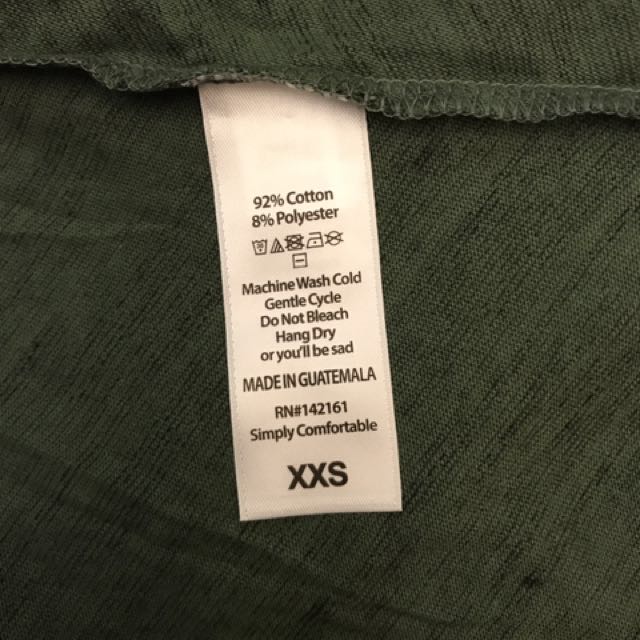 92% Cotton
8% Polyester
Machine Wash Cold
Gentle Cycle
Do Not Bleach
Hang Dry
or you'll be sad
MADE IN GUATEMALA
RN#142161
Simply Comfortable
XXS